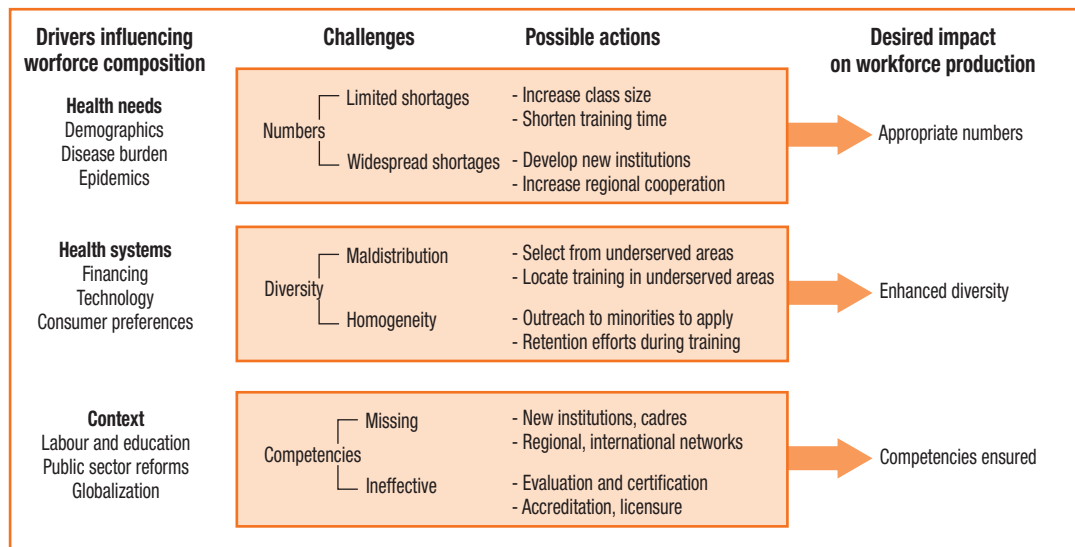 Drivers influencing
worforce composition
Challenges
Possible actions
Desired impact
on workforce production
Health needs
Demographics
Disease burden
Epidemics
Numbers
Limited shortages
- Increase class size
- Shorten training time
Widespread shortages
- Develop new institutions
- Increase regional cooperation
Appropriate numbers
Health systems
Financing
Technology
Consumer preferences
Diversity
Maldistribution
- Select from underserved areas
- Locate training in underserved areas
Homogeneity
- Outreach to minorities to apply
- Retention efforts during training
Enhanced diversity
Context
Labour and education
Public sector reforms
Globalization
Competencies
Missing
- New institutions, cadres
- Regional, international networks
Ineffective
- Evaluation and certification
- Accreditation, licensure
Competencies ensured